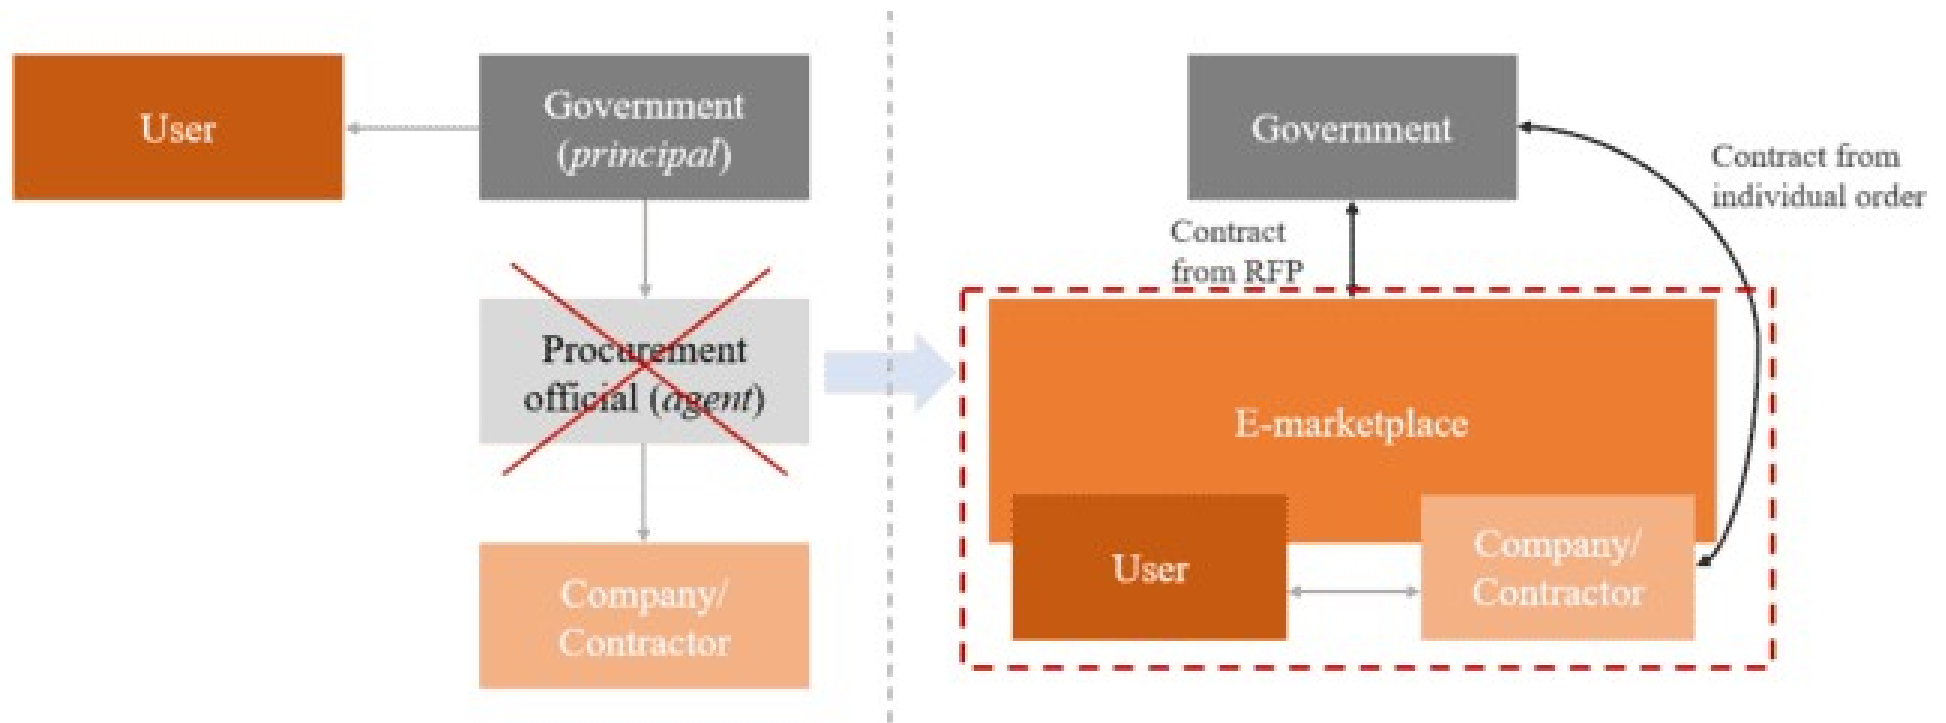 User
Government
(principal)
Procurement
official (agent)
Company/
Contractor
Government
Contract from
individual order
Contract
from RFP
E-marketplace
User
Company/
Contractor